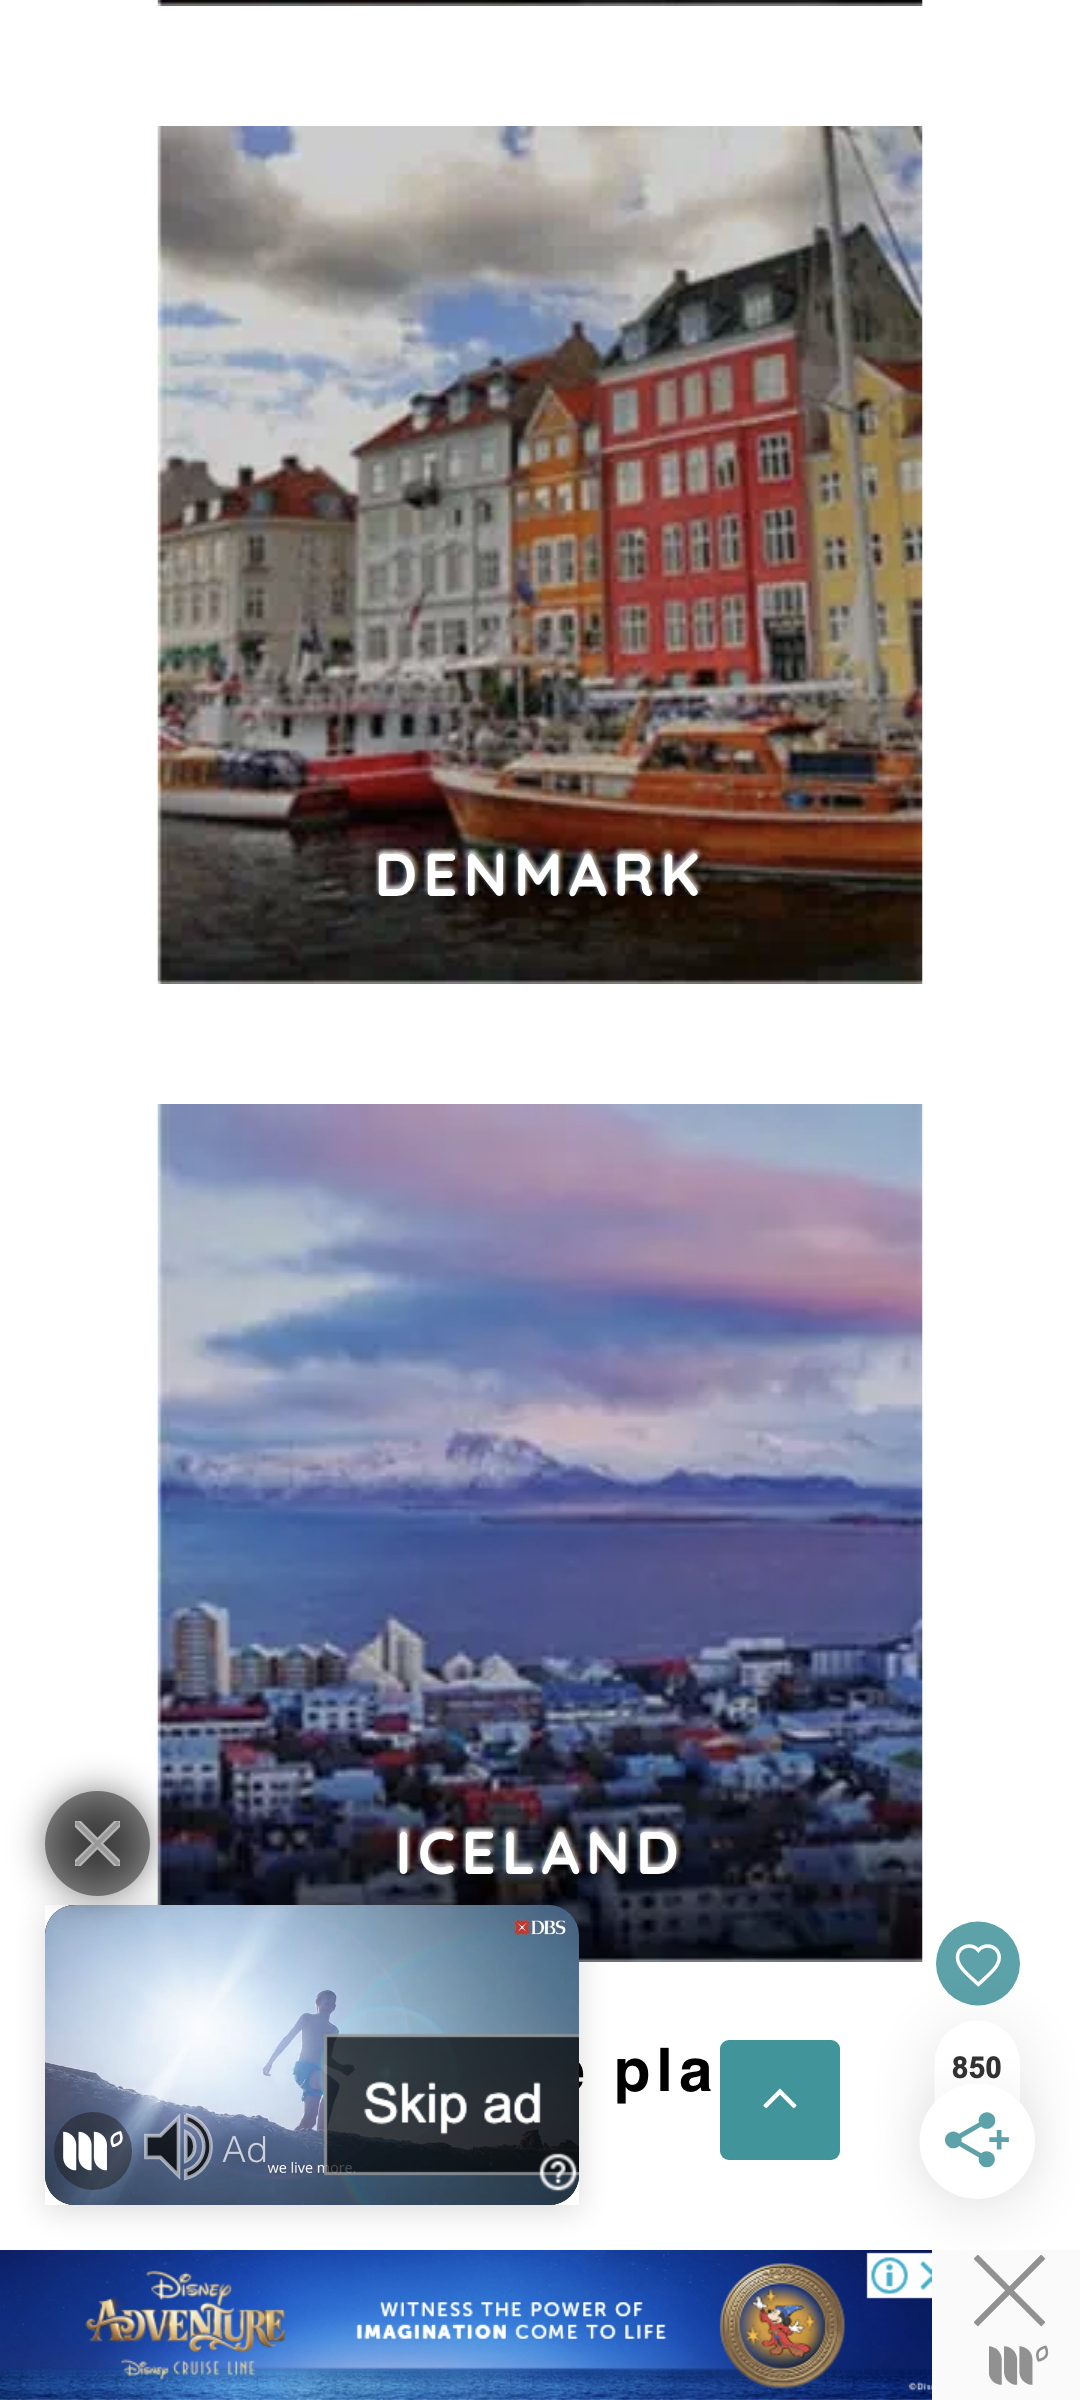 DENMARK
ICELAND
DBS
pla
Skip ad
Ad
we live more.
850
DISNEY
ADVENTURE
Disney CRUISE LINE
WITNESS THE POWER OF
IMAGINATION COME TO LIFE